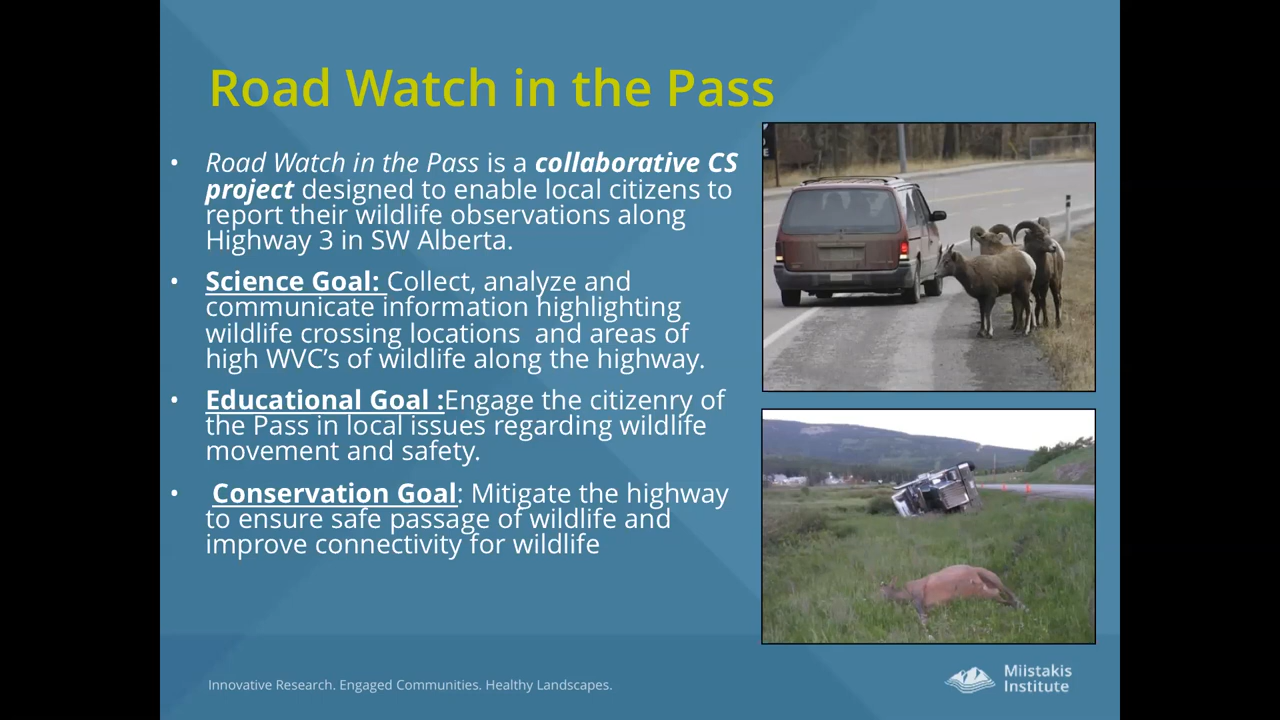 Road Watch in the Pass
• Road Watch in the Pass is a collaborative CS
project designed to enable local citizens to
report their wildlife observations along
Highway 3 in SW Alberta.
• Science Goal: Collect, analyze and
communicate information highlighting
wildlife crossing locations  and areas of
high WVC’s of wildlife along the highway.
• Educational Goal :Engage the citizenry of
the Pass in local issues regarding wildlife
movement and safety.
•  Conservation Goal: Mitigate the highway
to ensure safe passage of wildlife and
improve connectivity for wildlife
Innovative Research. Engaged Communities. Healthy Landscapes.
Miistakis
Institute